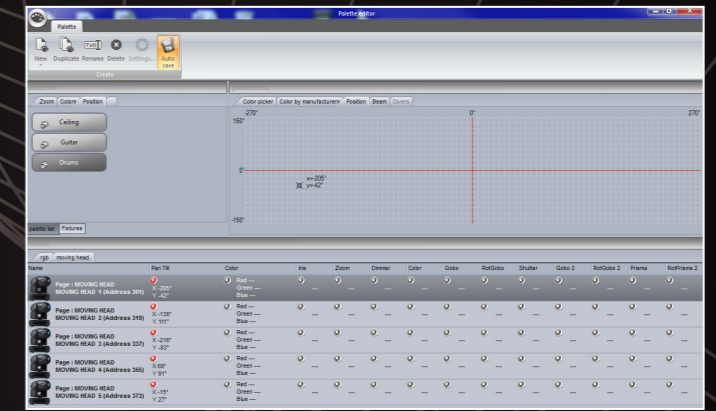 Palette editor
Palette
New Duplicate Rename Delete Settings... Auto save
Create
Zoom Colors Position
Ceiling
Guitar
Drums
palette list Fixtures
Color picker Color by manufacturers Position Beam Divers
-270° 0° 270°
150°
0°
x=-205°
y=-42°
-150°
rgb moving head
Name Pan Tilt Color Iris Zoom Dimmer Color Gobo RotGobo Shutter Gobo 2 RotGobo 2 Prisme RotPrisme 2
Page : MOVING HEAD
MOVING HEAD 1 (Address 301)
X -205°
Y -42°
Red ---
Green ---
Blue ---
Page : MOVING HEAD
MOVING HEAD 2 (Address 319)
X -138°
Y 111°
Red ---
Green ---
Blue ---
Page : MOVING HEAD
MOVING HEAD 3 (Address 337)
X -216°
Y -83°
Red ---
Green ---
Blue ---
Page : MOVING HEAD
MOVING HEAD 4 (Address 355)
X 68°
Y 91°
Red ---
Green ---
Blue ---
Page : MOVING HEAD
MOVING HEAD 5 (Address 373)
X -15°
Y 27°
Red ---
Green ---
Blue ---